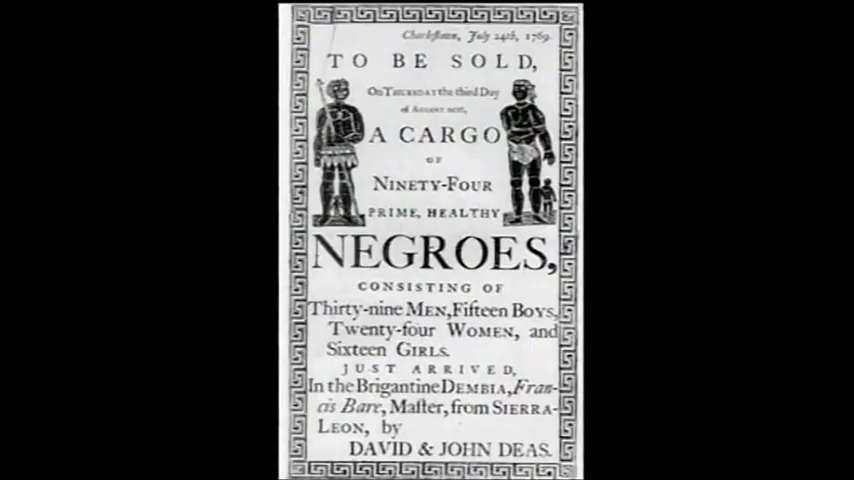 Charlestown, July 24th, 1769.
TO BE SOLD,
On THURSDAY the third Day
of AUGUST next,
A CARGO
OF
NINETY-FOUR
PRIME, HEALTHY
NEGROES,
CONSISTING OF
Thirty-nine MEN, Fifteen BOYS,
Twenty-four WOMEN, and
Sixteen GIRLS.
JUST ARRIVED,
In the Brigantine DEMBIA, Fran-
cis Bare, Master, from SIERRA-
LEON, by
DAVID & JOHN DEAS.